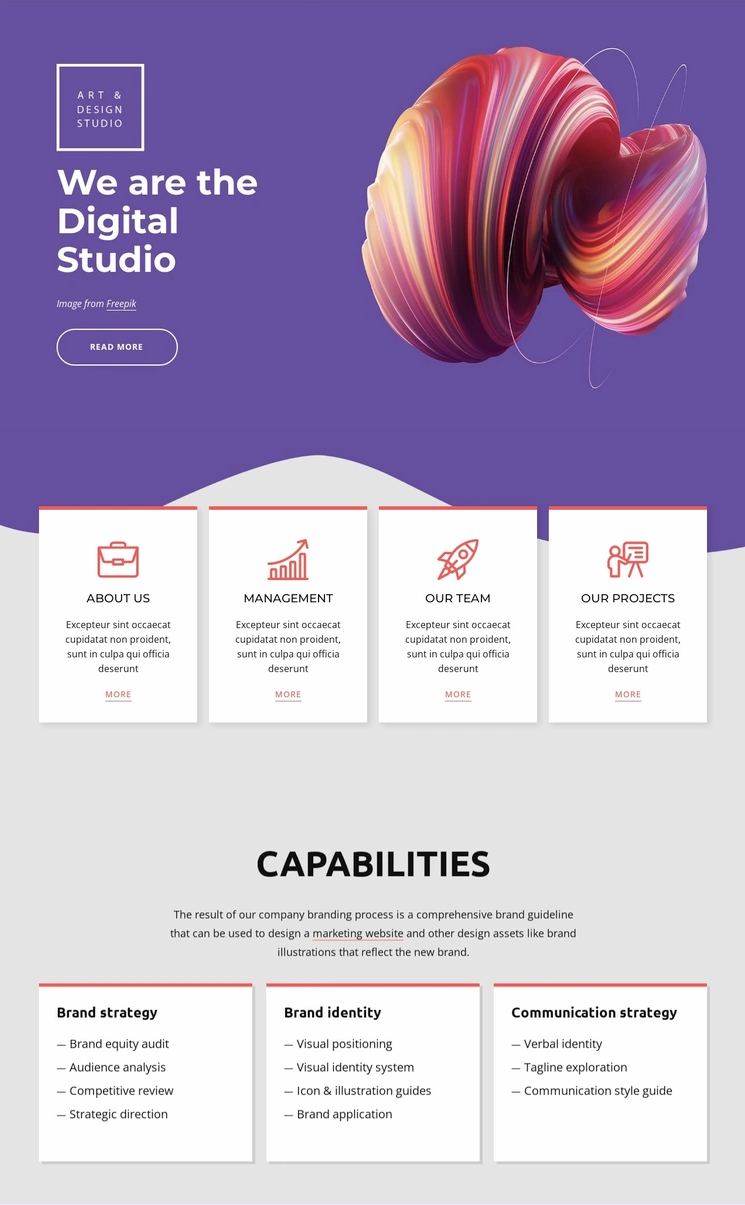 ART &
DESIGN
STUDIO
We are the
Digital
Studio
Image from Freepik
READ MORE
ABOUT US
Excepteur sint occaecat
cupidatat non proident,
sunt in culpa qui officia
deserunt
MORE
MANAGEMENT
Excepteur sint occaecat
cupidatat non proident,
sunt in culpa qui officia
deserunt
MORE
OUR TEAM
Excepteur sint occaecat
cupidatat non proident,
sunt in culpa qui officia
deserunt
MORE
OUR PROJECTS
Excepteur sint occaecat
cupidatat non proident,
sunt in culpa qui officia
deserunt
MORE
CAPABILITIES
The result of our company branding process is a comprehensive brand guideline
that can be used to design a marketing website and other design assets like brand
illustrations that reflect the new brand.
Brand strategy
— Brand equity audit
— Audience analysis
— Competitive review
— Strategic direction
Brand identity
— Visual positioning
— Visual identity system
— Icon & illustration guides
— Brand application
Communication strategy
— Verbal identity
— Tagline exploration
— Communication style guide